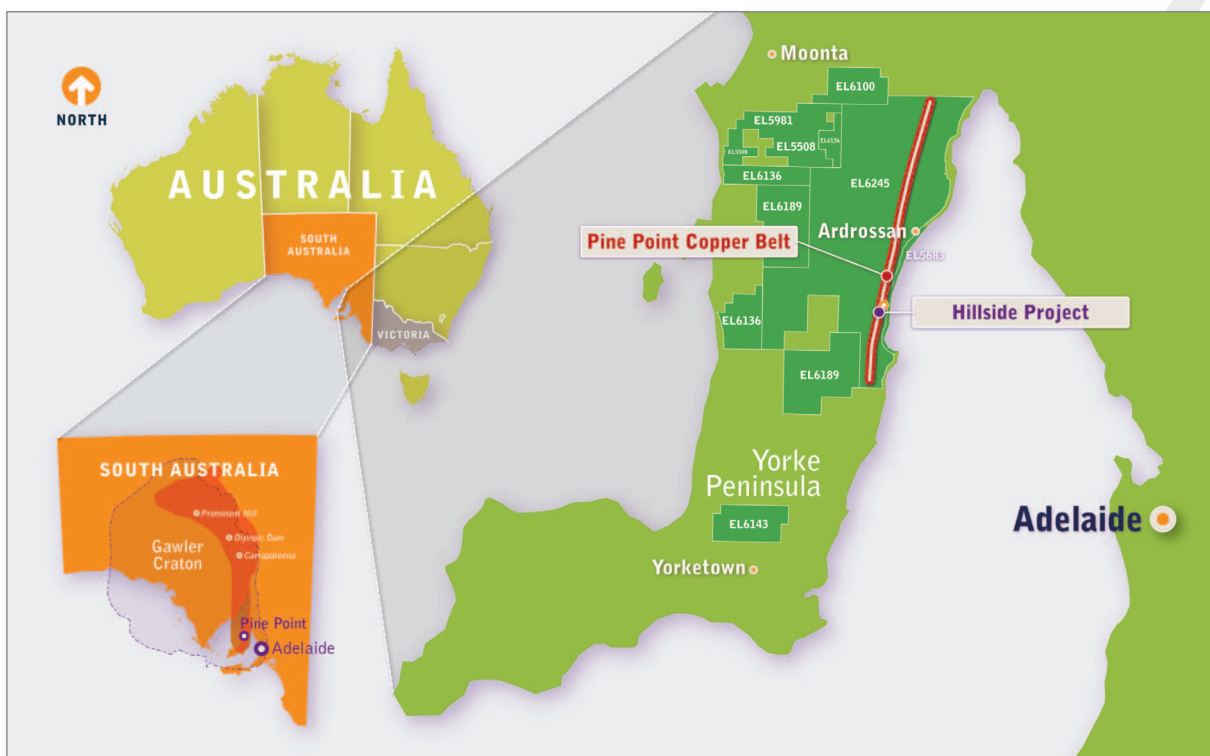 NORTH
AUSTRALIA
SOUTH
AUSTRALIA
VICTORIA
SOUTH AUSTRALIA
Prominent Hill
Olympic Dam
Carrapateena
Gawler
Craton
Pine Point
Adelaide
Moonta
EL6100
EL5981
EL5508
EL6136
EL5508
EL6136
EL6245
EL6189
Ardrossan
Pine Point Copper Belt
EL5683
Hillside Project
EL6136
EL6189
Yorke
Peninsula
EL6143
Yorketown
Adelaide